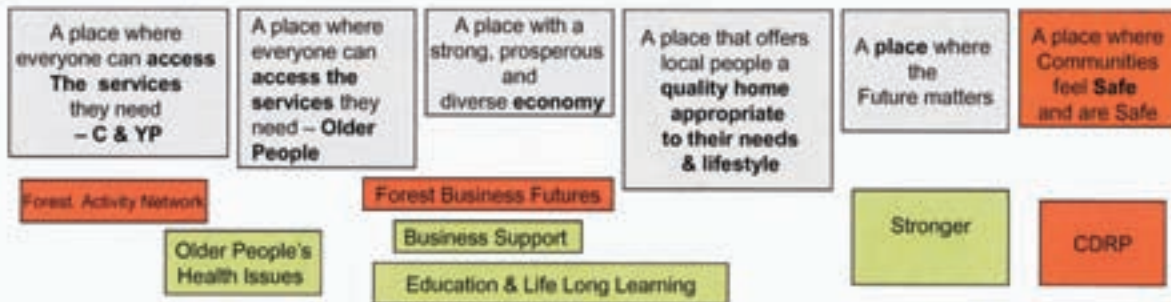 A place where
everyone can access
The services
they need
– C & YP
A place where
everyone can
access the
services they
need – Older
People
A place with a
strong, prosperous
and
diverse economy
A place that offers
local people a
quality home
appropriate
to their needs
& lifestyle
A place where
the
Future matters
A place where
Communities
feel Safe
and are Safe
Forest. Activity Network
Older People's
Health Issues
Forest Business Futures
Business Support
Education & Life Long Learning
Stronger
CDRP